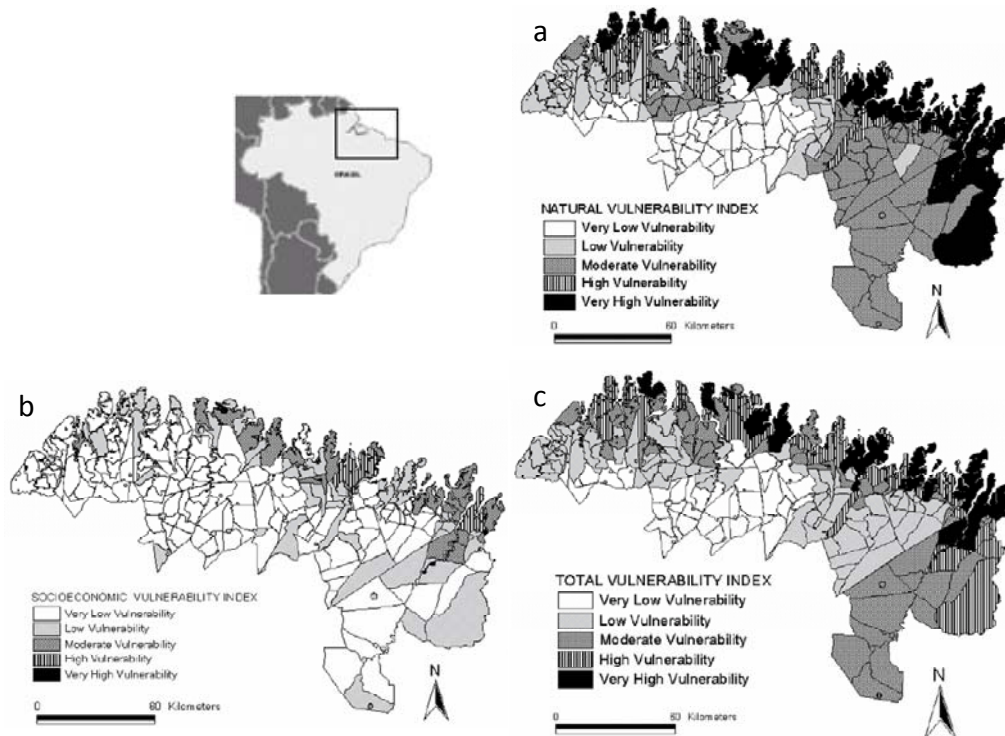 a
BRASIL
NATURAL VULNERABILITY INDEX
Very Low Vulnerability
Low Vulnerability
Moderate Vulnerability
High Vulnerability
Very High Vulnerability
0 60 Kilometers
N
b
SOCIOECONOMIC VULNERABILITY INDEX
Very Low Vulnerability
Low Vulnerability
Moderate Vulnerability
High Vulnerability
Very High Vulnerability
0 60 Kilometers
N
c
TOTAL VULNERABILITY INDEX
Very Low Vulnerability
Low Vulnerability
Moderate Vulnerability
High Vulnerability
Very High Vulnerability
0 60 Kilometers
N